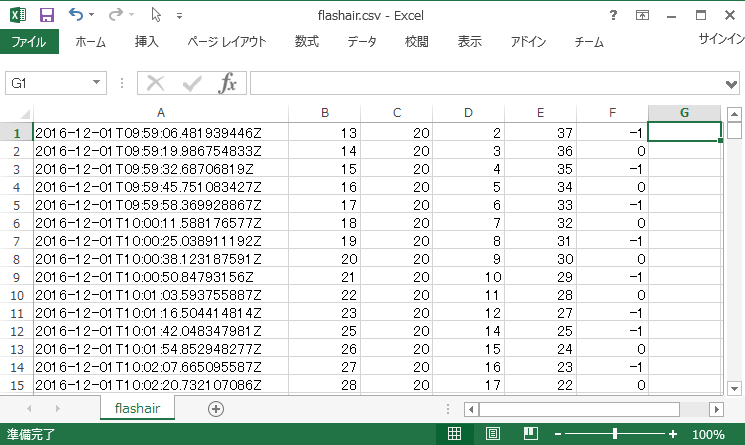 flashair.csv - Excel
?
ファイル ホーム 挿入 ページ レイアウト 数式 データ 校閲 表示 アドイン チーム サインイン
G1 fx
A B C D E F G
1 2016-12-01T09:59:06.481939446Z 13 20 2 37 -1
2 2016-12-01T09:59:19.986754833Z 14 20 3 36 0
3 2016-12-01T09:59:32.68706819Z 15 20 4 35 -1
4 2016-12-01T09:59:45.751083427Z 16 20 5 34 0
5 2016-12-01T09:59:58.369928867Z 17 20 6 33 -1
6 2016-12-01T10:00:11.588176577Z 18 20 7 32 0
7 2016-12-01T10:00:25.038911192Z 19 20 8 31 -1
8 2016-12-01T10:00:38.123187591Z 20 20 9 30 0
9 2016-12-01T10:00:50.84793156Z 21 20 10 29 -1
10 2016-12-01T10:01:03.593755887Z 22 20 11 28 0
11 2016-12-01T10:01:16.504414814Z 23 20 12 27 -1
12 2016-12-01T10:01:42.048347981Z 25 20 14 25 -1
13 2016-12-01T10:01:54.852948277Z 26 20 15 24 0
14 2016-12-01T10:02:07.665095587Z 27 20 16 23 -1
15 2016-12-01T10:02:20.732107086Z 28 20 17 22 0
flashair
準備完了 100%